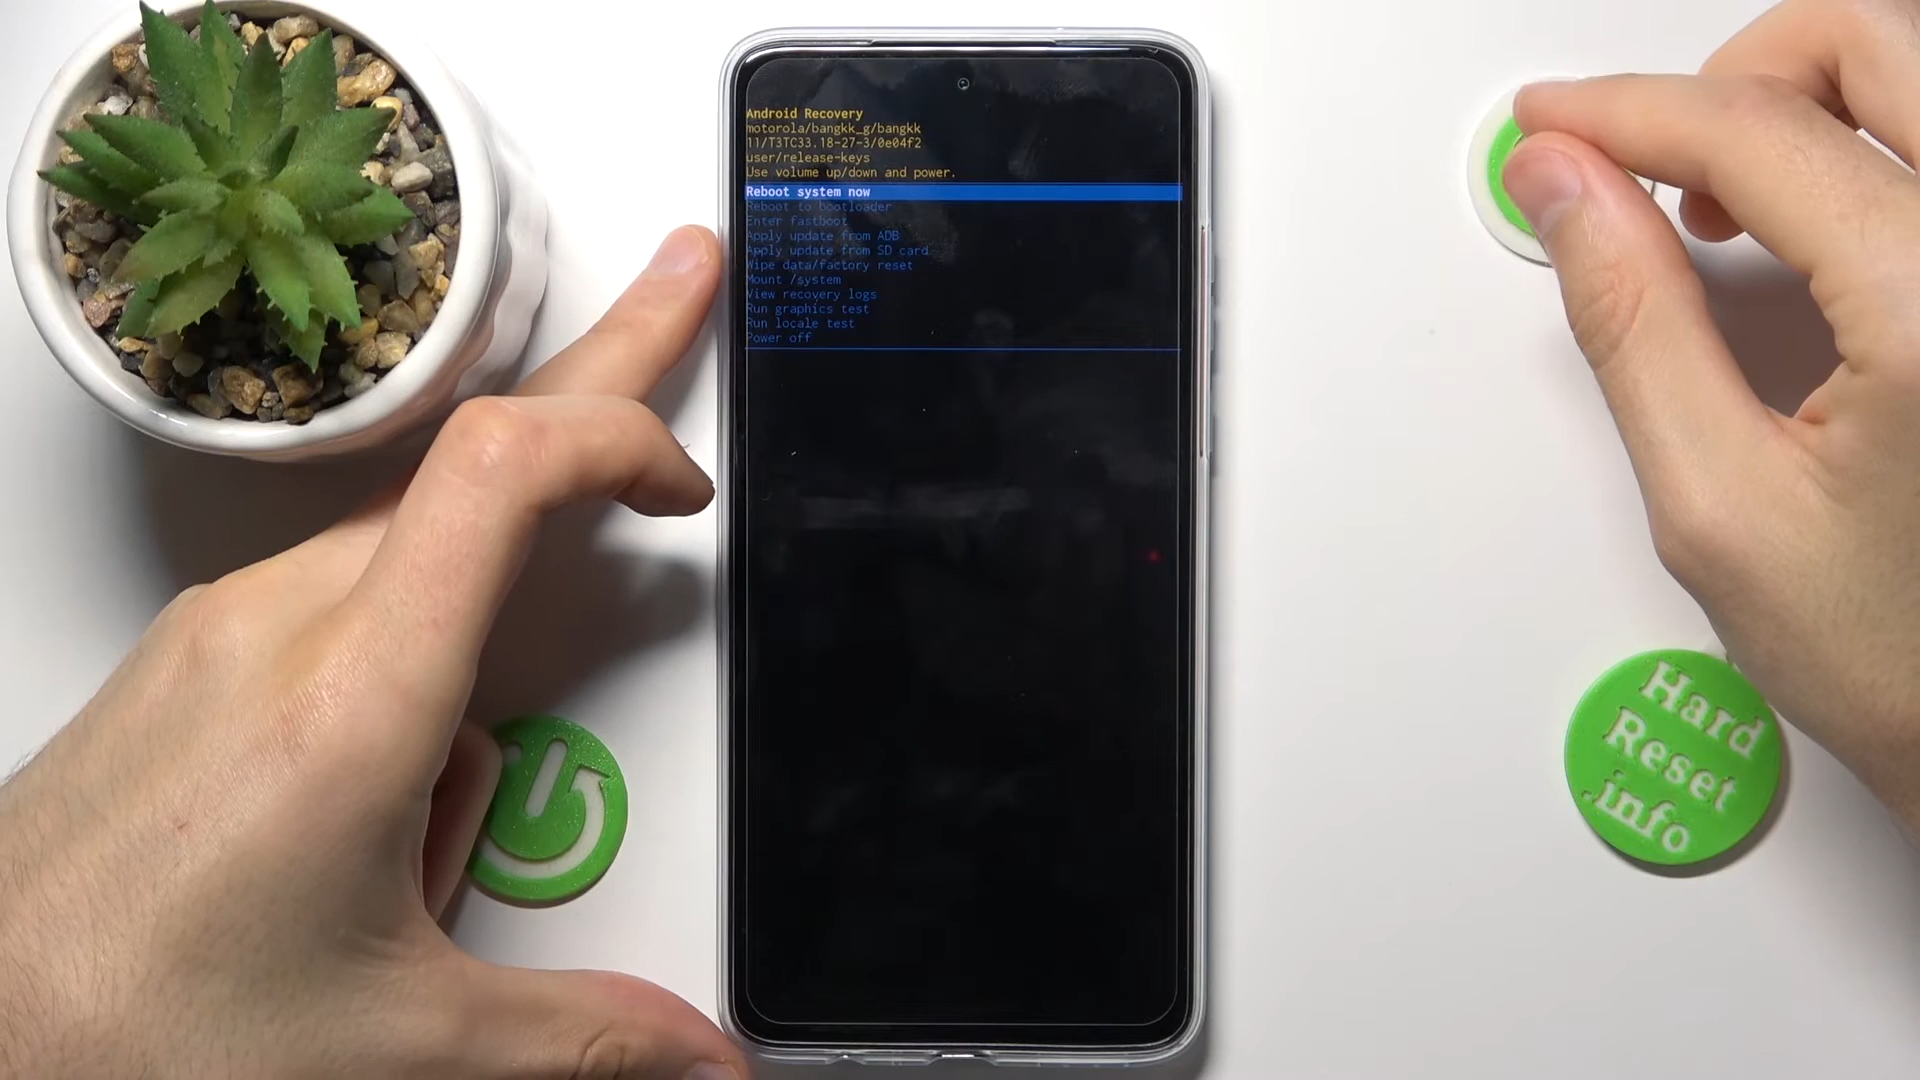 Android Recovery
motorola/bangkk_g/bangkk
11/T3TC33.18-27-3/0e04f2
user/release-keys
Use volume up/down and power.
Reboot system now
Reboot to bootloader
Enter fastboot
Apply update from ADB
Apply update from SD card
Wipe data/factory reset
Mount /system
View recovery logs
Run graphics test
Run locale test
Power off
Hard
Reset
.info